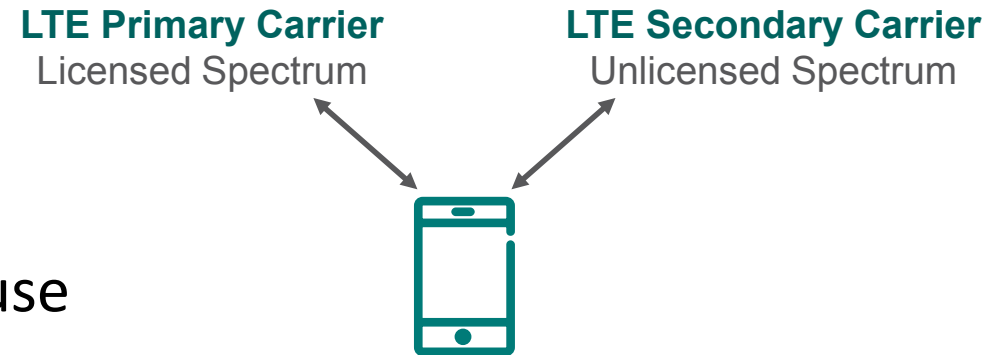 LTE Primary Carrier
Licensed Spectrum
LTE Secondary Carrier
Unlicensed Spectrum
use